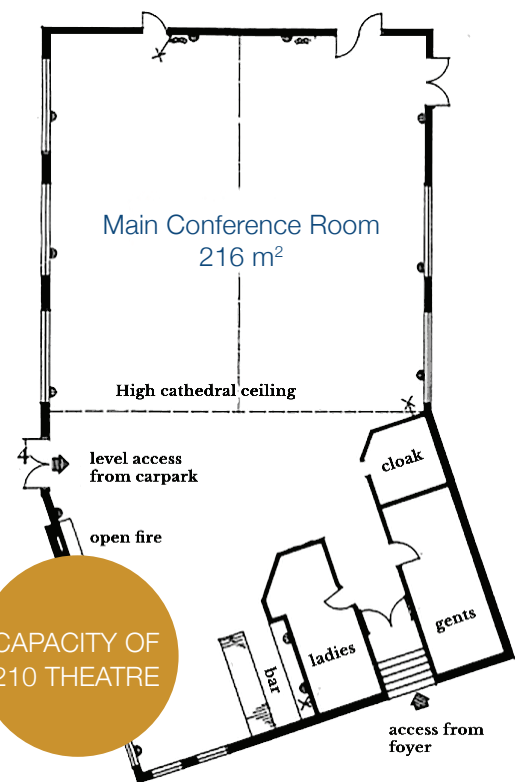 Main Conference Room
216 m²
High cathedral ceiling
4
level access
from carpark
cloak
open fire
CAPACITY OF
210 THEATRE
gents
ladies
bar
access from
foyer